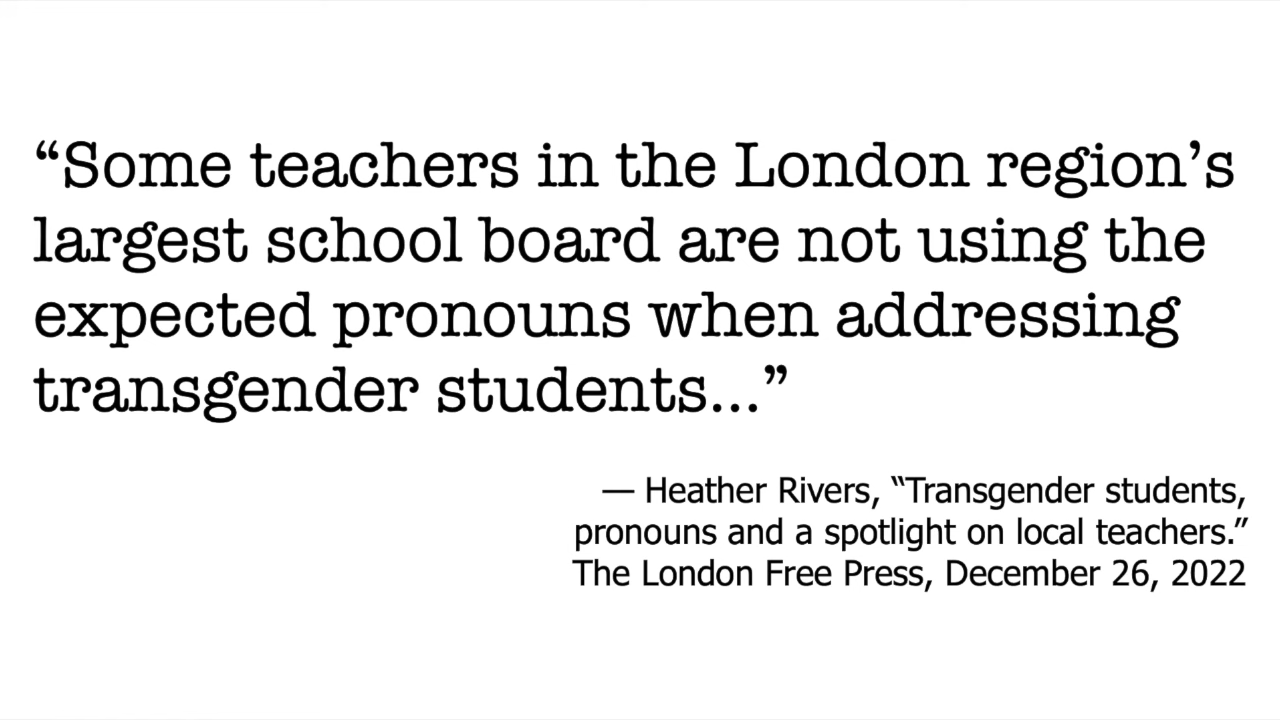 “Some teachers in the London region’s
largest school board are not using the
expected pronouns when addressing
transgender students...”
— Heather Rivers, “Transgender students,
pronouns and a spotlight on local teachers.”
The London Free Press, December 26, 2022